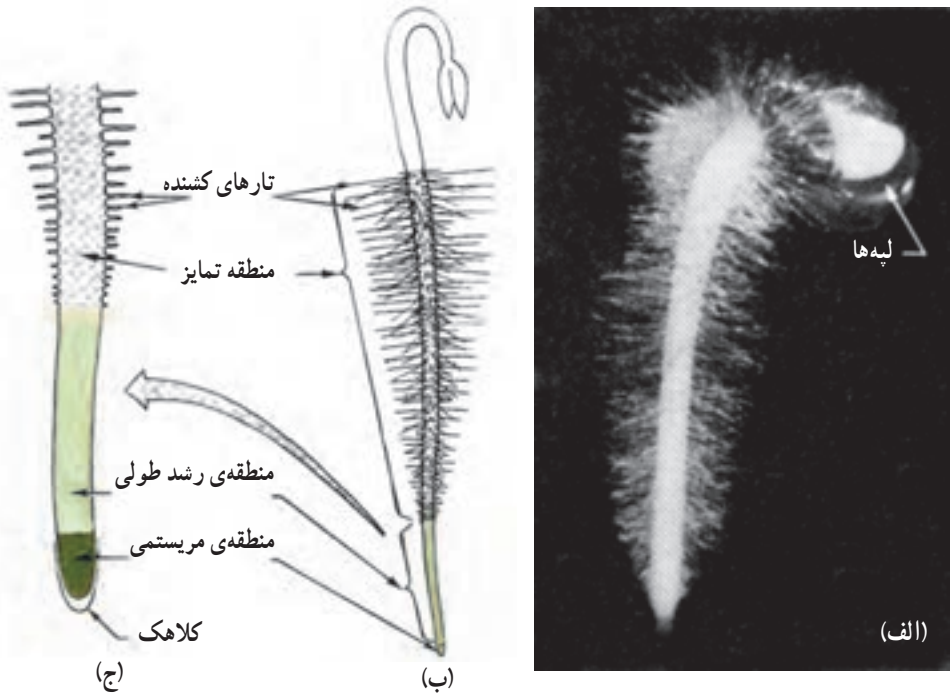 تارهای کشنده
منطقه تمایز
لپه‌ها
منطقه‌ی رشد طولی
منطقه‌ی مریستمی
کلاهک
(الف)
(ب)
(ج)